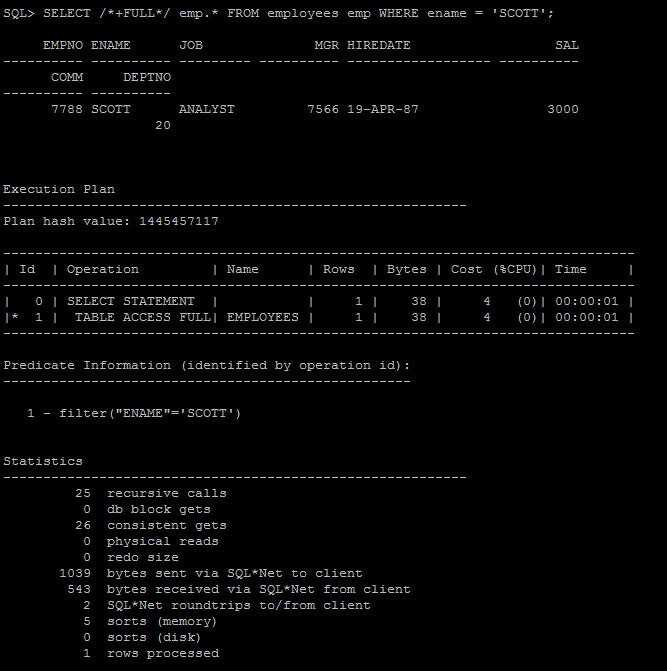 SQL> SELECT /*+FULL*/ emp.* FROM employees emp WHERE ename = 'SCOTT';
     EMPNO ENAME      JOB              MGR HIREDATE                  SAL
---------- ---------- --------- ---------- ------------------ ----------
      COMM     DEPTNO
---------- ----------
      7788 SCOTT      ANALYST         7566 19-APR-87                3000
                   20
Execution Plan
----------------------------------------------------------
Plan hash value: 1445457117
-------------------------------------------------------------------------------
| Id  | Operation         | Name      | Rows  | Bytes | Cost (%CPU)| Time     |
-------------------------------------------------------------------------------
|   0 | SELECT STATEMENT  |           |     1 |    38 |     4   (0)| 00:00:01 |
|*  1 |  TABLE ACCESS FULL| EMPLOYEES |     1 |    38 |     4   (0)| 00:00:01 |
-------------------------------------------------------------------------------
Predicate Information (identified by operation id):
---------------------------------------------------
   1 - filter("ENAME"='SCOTT')
Statistics
----------------------------------------------------------
         25  recursive calls
          0  db block gets
         26  consistent gets
          0  physical reads
          0  redo size
       1039  bytes sent via SQL*Net to client
        543  bytes received via SQL*Net from client
          2  SQL*Net roundtrips to/from client
          5  sorts (memory)
          0  sorts (disk)
          1  rows processed